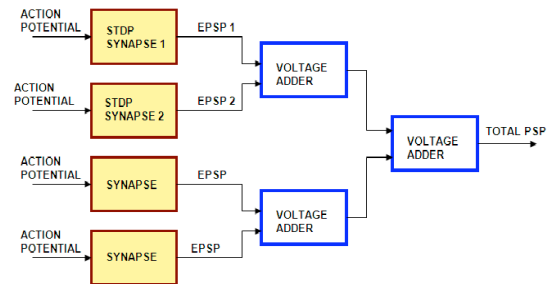 ACTION
POTENTIAL
STDP
SYNAPSE 1
EPSP 1
ACTION
POTENTIAL
STDP
SYNAPSE 2
EPSP 2
VOLTAGE
ADDER
ACTION
POTENTIAL
SYNAPSE
EPSP
ACTION
POTENTIAL
SYNAPSE
EPSP
VOLTAGE
ADDER
VOLTAGE
ADDER
TOTAL PSP